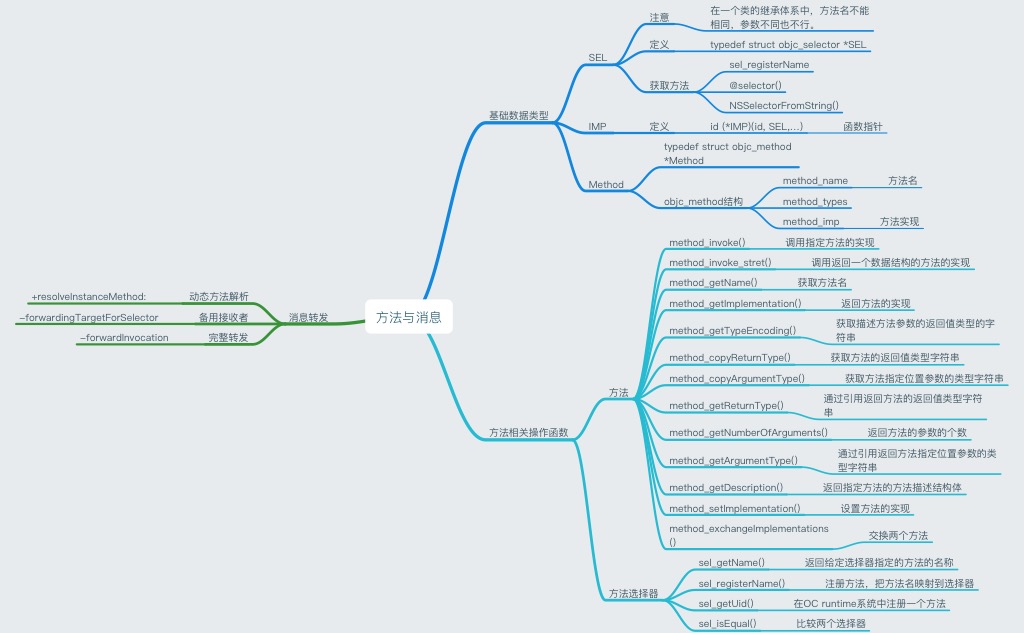 方法与消息
基础数据类型
SEL
注意
在一个类的继承体系中，方法名不能
相同，参数不同也不行。
定义
typedef struct objc_selector *SEL
获取方法
sel_registerName
@selector()
NSSelectorFromString()
IMP
定义
id (*IMP)(id, SEL,...)
函数指针
Method
typedef struct objc_method
*Method
objc_method结构
method_name
方法名
method_types
method_imp
方法实现
方法相关操作函数
方法
method_invoke()
调用指定方法的实现
method_invoke_stret()
调用返回一个数据结构的方法的实现
method_getName()
获取方法名
method_getImplementation()
返回方法的实现
method_getTypeEncoding()
获取描述方法参数的返回值类型的字
符串
method_copyReturnType()
获取方法的返回值类型字符串
method_copyArgumentType()
获取方法指定位置参数的类型字符串
method_getReturnType()
通过引用返回方法的返回值类型字符
串
method_getNumberOfArguments()
返回方法的参数的个数
method_getArgumentType()
通过引用返回方法指定位置参数的类
型字符串
method_getDescription()
返回指定方法的方法描述结构体
method_setImplementation()
设置方法的实现
method_exchangeImplementations
()
交换两个方法
方法选择器
sel_getName()
返回给定选择器指定的方法的名称
sel_registerName()
注册方法，把方法名映射到选择器
sel_getUid()
在OC runtime系统中注册一个方法
sel_isEqual()
比较两个选择器
消息转发
动态方法解析
+resolveInstanceMethod:
备用接收者
-forwardingTargetForSelector
完整转发
-forwardInvocation